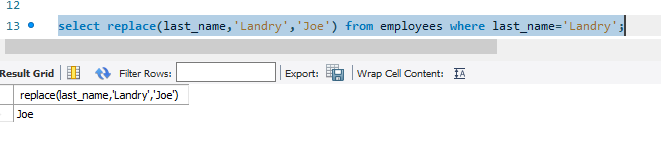 12
13 select replace(last_name,'Landry','Joe') from employees where last_name='Landry';
Result Grid Filter Rows: Export: Wrap Cell Content: IA
replace(last_name,'Landry','Joe')
Joe